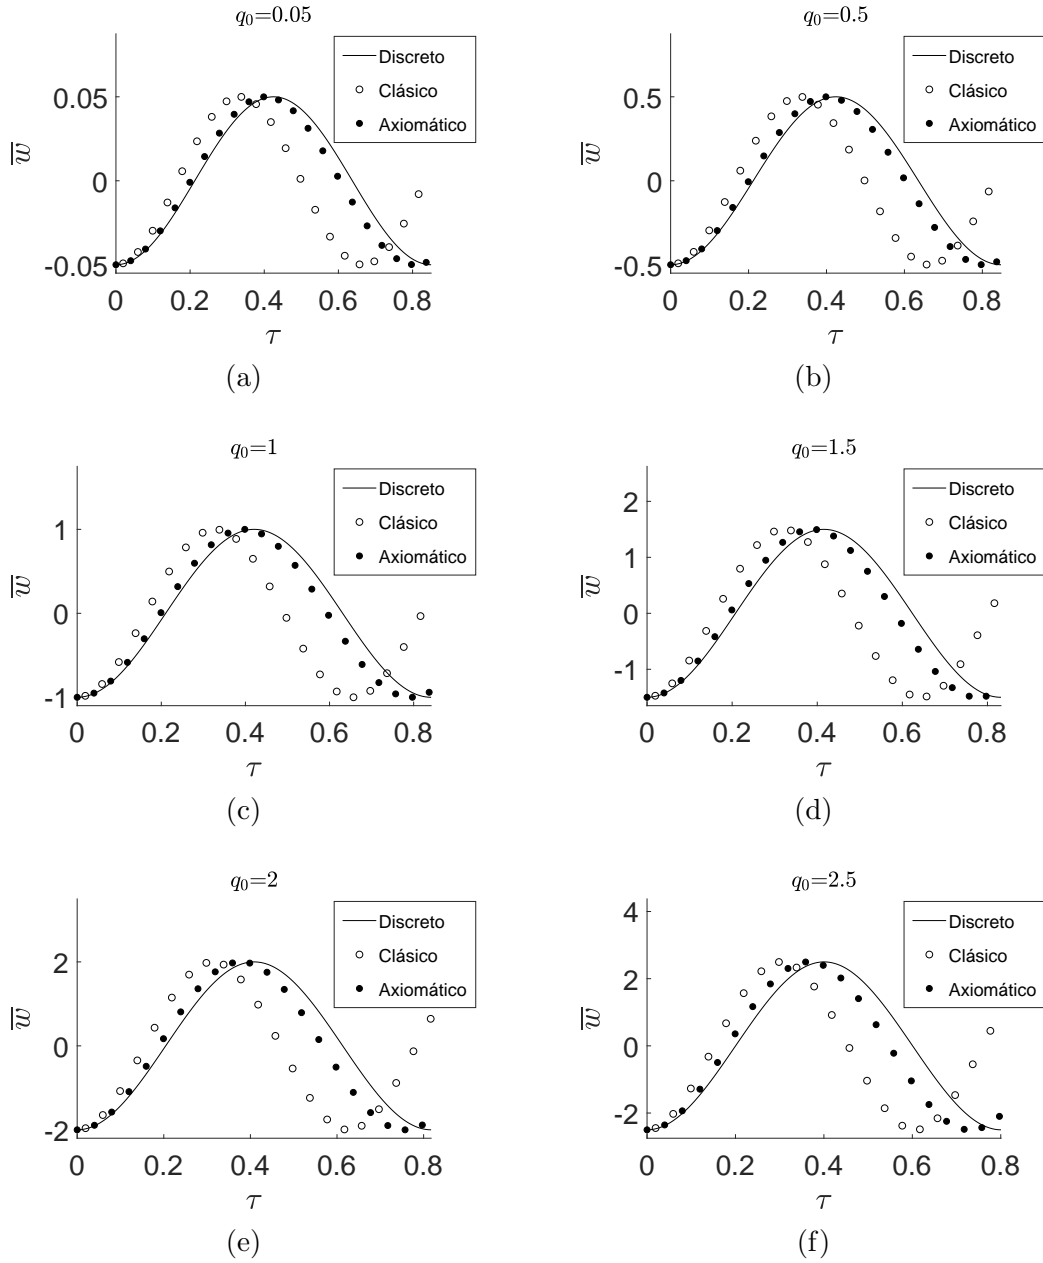 q₀=0.05
Discreto
Clásico
Axiomático
w̅
0.05
0
-0.05
0 0.2 0.4 0.6 0.8
τ
(a)
q₀=0.5
Discreto
Clásico
Axiomático
w̅
0.5
0
-0.5
0 0.2 0.4 0.6 0.8
τ
(b)
q₀=1
Discreto
Clásico
Axiomático
w̅
1
0
-1
0 0.2 0.4 0.6 0.8
τ
(c)
q₀=1.5
Discreto
Clásico
Axiomático
w̅
2
1
0
-1
0 0.2 0.4 0.6 0.8
τ
(d)
q₀=2
Discreto
Clásico
Axiomático
w̅
2
0
-2
0 0.2 0.4 0.6 0.8
τ
(e)
q₀=2.5
Discreto
Clásico
Axiomático
w̅
4
2
0
-2
0 0.2 0.4 0.6 0.8
τ
(f)